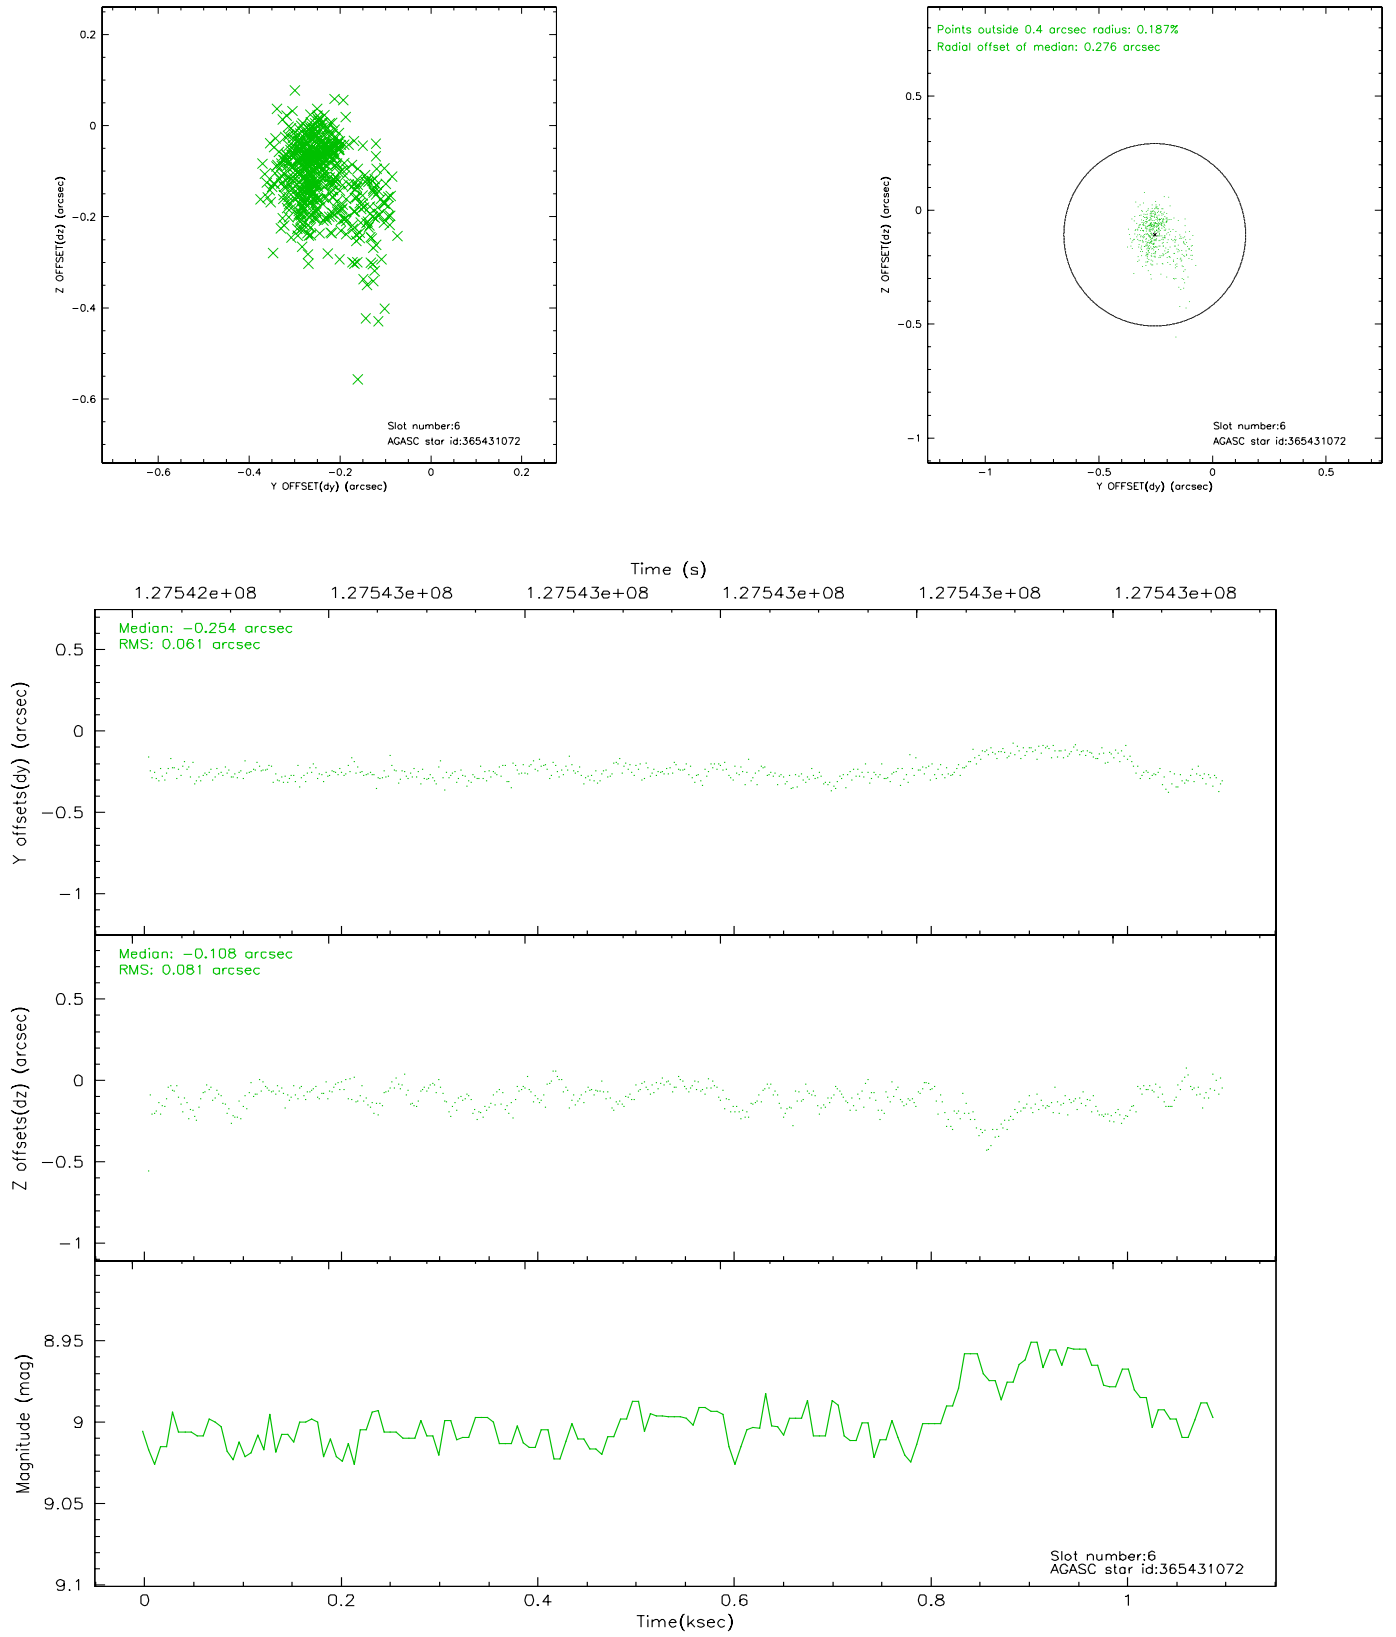 0.2
0
−0.2
−0.4
−0.6
Z OFFSET(dz) (arcsec)
Slot number:6
AGASC star id:365431072
−0.6 −0.4 −0.2 0 0.2
Y OFFSET(dy) (arcsec)
Points outside 0.4 arcsec radius: 0.187%
Radial offset of median: 0.276 arcsec
0.5
0
−0.5
−1
Z OFFSET(dz) (arcsec)
Slot number:6
AGASC star id:365431072
−1 −0.5 0 0.5
Y OFFSET(dy) (arcsec)
Time (s)
1.27542e+08 1.27543e+08 1.27543e+08 1.27543e+08 1.27543e+08 1.27543e+08
Median: −0.254 arcsec
RMS: 0.061 arcsec
0.5
0
−0.5
−1
Y offsets(dy) (arcsec)
Median: −0.108 arcsec
RMS: 0.081 arcsec
0.5
0
−0.5
−1
Z offsets(dz) (arcsec)
8.95
9
9.05
9.1
Magnitude (mag)
Slot number:6
AGASC star id:365431072
0 0.2 0.4 0.6 0.8 1
Time(ksec)